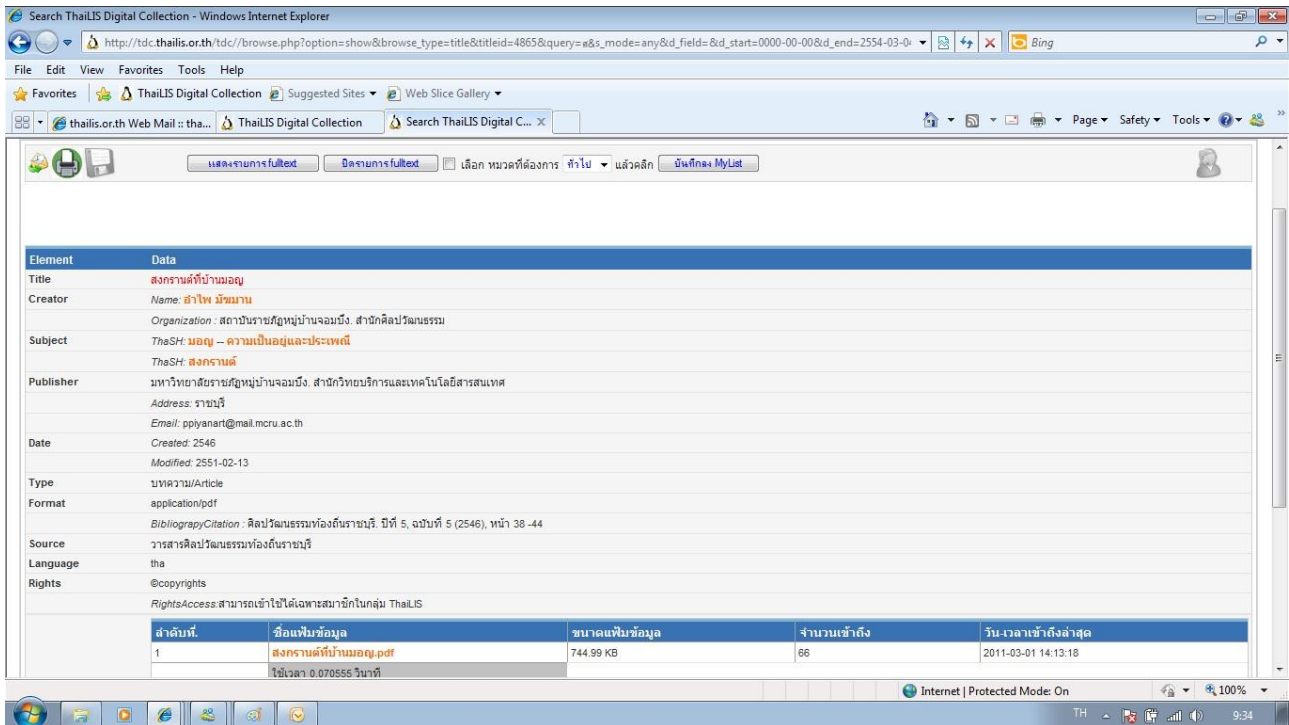 Search ThaiLIS Digital Collection - Windows Internet Explorer
http://tdc.thailis.or.th/tdc//browse.php?option=show&browse_type=title&titleid=4865&query=ส&s_mode=any&d_field=&d_start=0000-00-00&d_end=2554-03-0
Bing
File Edit View Favorites Tools Help
Favorites ThaiLIS Digital Collection Suggested Sites Web Slice Gallery
thailis.or.th Web Mail :: tha... ThaiLIS Digital Collection Search ThaiLIS Digital C... Page Safety Tools
แสดงรายการfulltext ปิดรายการfulltext เลือก หมวดที่ต้องการ ทั่วไป แล้วคลิก บันทึกลง MyList
Element Data
Title สงกรานต์ที่บ้านมอญ
Creator Name: อำไพ มัฆมาน
Organization : สถาบันราชภัฏหมู่บ้านจอมบึง. สำนักศิลปวัฒนธรรม
Subject ThaSH: มอญ -- ความเป็นอยู่และประเพณี
ThaSH: สงกรานต์
Publisher มหาวิทยาลัยราชภัฏหมู่บ้านจอมบึง. สำนักวิทยบริการและเทคโนโลยีสารสนเทศ
Address: ราชบุรี
Email: ppiyanart@mail.mcru.ac.th
Date Created: 2546
Modified: 2551-02-13
Type บทความ/Article
Format application/pdf
BibliograpyCitation : ศิลปวัฒนธรรมท้องถิ่นราชบุรี. ปีที่ 5, ฉบับที่ 5 (2546), หน้า 38 -44
Source วารสารศิลปวัฒนธรรมท้องถิ่นราชบุรี
Language tha
Rights ©copyrights
RightsAccess:สามารถเข้าใช้ได้เฉพาะสมาชิกในกลุ่ม ThaiLIS
ลำดับที่. ชื่อแฟ้มข้อมูล ขนาดแฟ้มข้อมูล จำนวนเข้าถึง วัน-เวลาเข้าถึงล่าสุด
1 สงกรานต์ที่บ้านมอญ.pdf 744.99 KB 66 2011-03-01 14:13:18
ใช้เวลา 0.070555 วินาที
Internet | Protected Mode: On 100%
TH 9:34